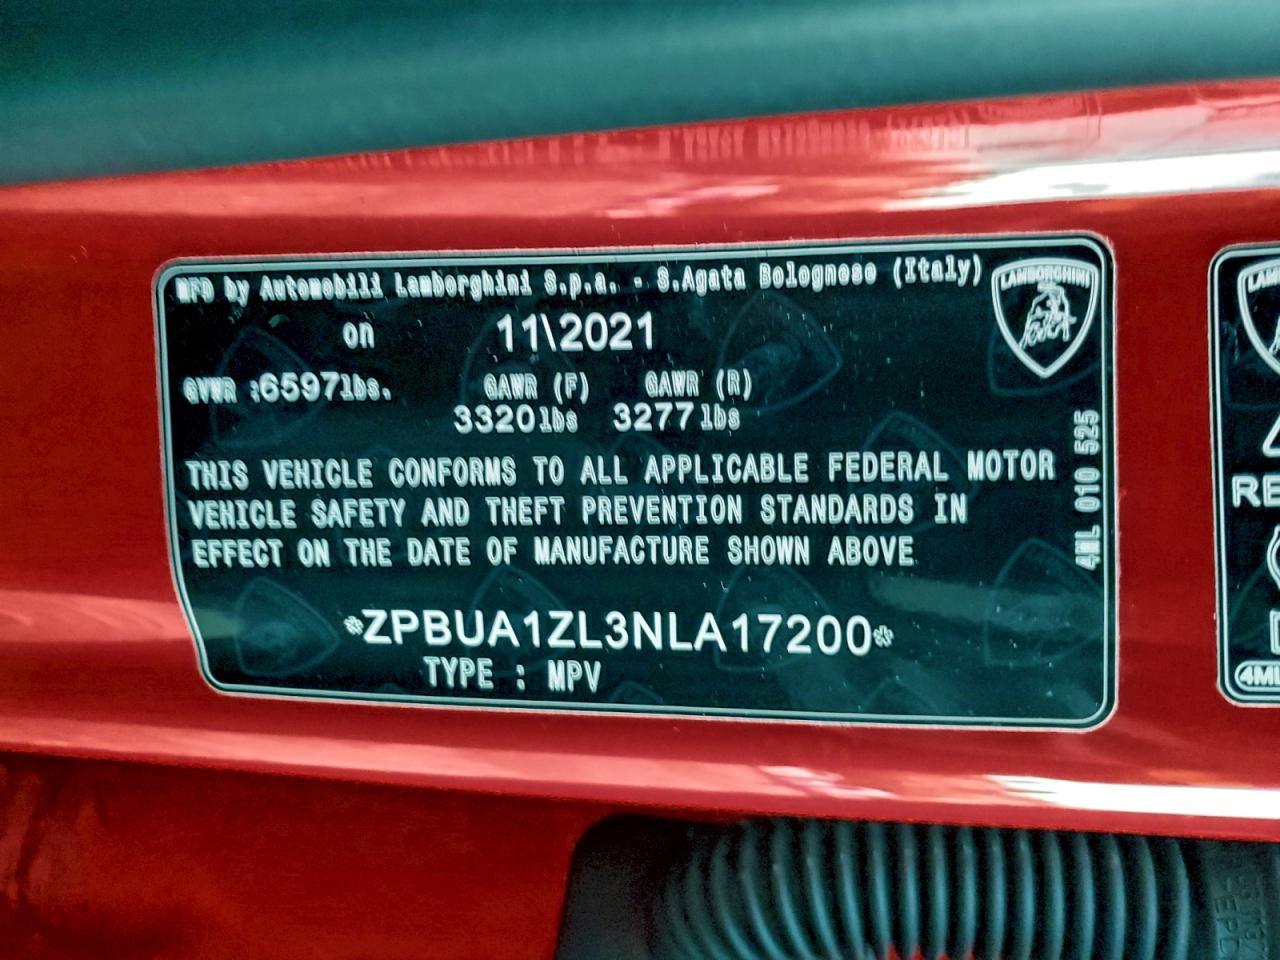 MFD by Automobili Lamborghini S.p.a. - S.Agata Bolognese (Italy)
LAMBORGHINI
on 11\2021
GVWR :6597lbs. GAWR (F) GAWR (R)
3320lbs 3277lbs
THIS VEHICLE CONFORMS TO ALL APPLICABLE FEDERAL MOTOR
VEHICLE SAFETY AND THEFT PREVENTION STANDARDS IN
EFFECT ON THE DATE OF MANUFACTURE SHOWN ABOVE
*ZPBUA1ZL3NLA17200*
TYPE : MPV
4ML 010 525